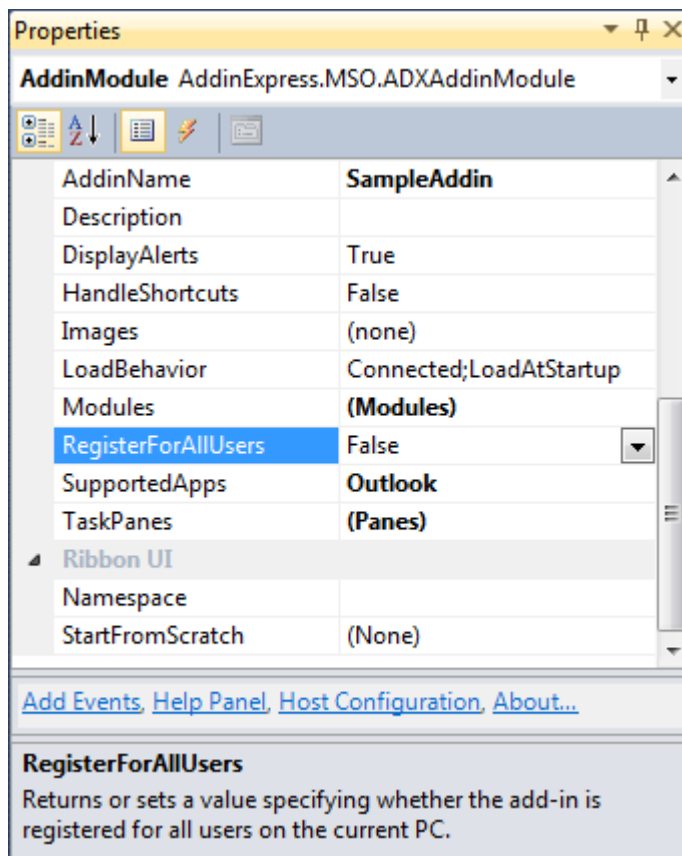 Properties
AddinModule AddinExpress.MSO.ADXAddinModule
AddinName SampleAddin
Description
DisplayAlerts True
HandleShortcuts False
Images (none)
LoadBehavior Connected;LoadAtStartup
Modules (Modules)
RegisterForAllUsers False
SupportedApps Outlook
TaskPanes (Panes)
Ribbon UI
Namespace
StartFromScratch (None)
Add Events, Help Panel, Host Configuration, About...
RegisterForAllUsers
Returns or sets a value specifying whether the add-in is
registered for all users on the current PC.